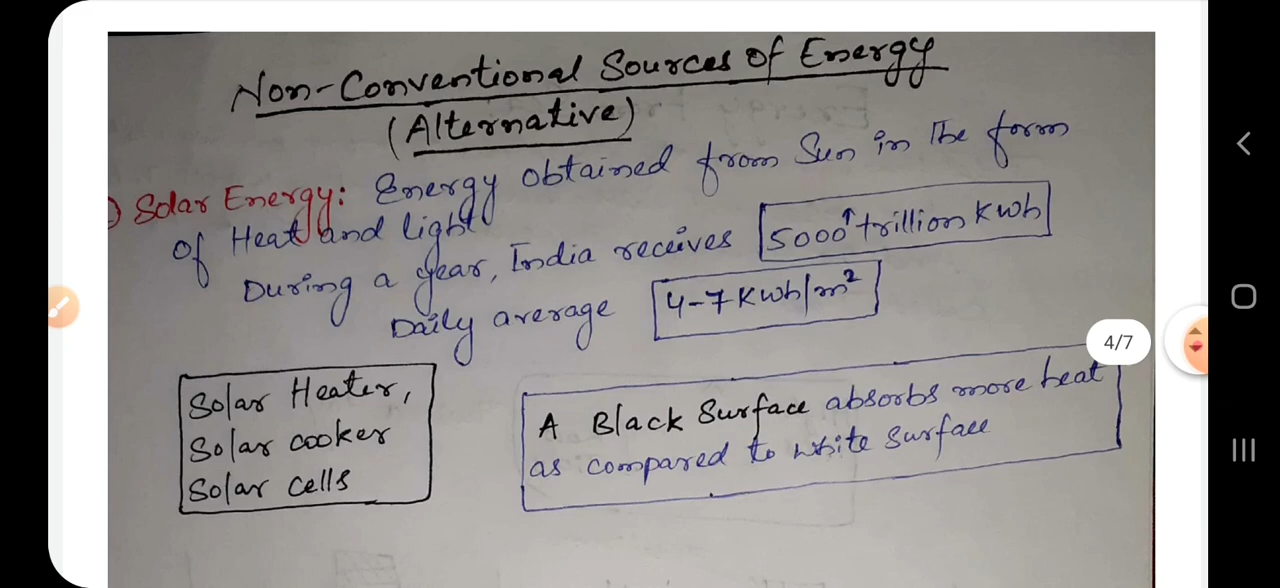 Non-Conventional Sources of Energy
(Alternative)
) Solar Energy: Energy obtained from Sun in the form
of Heat and light
During a year, India receives 5000↑ trillion kwh
Daily average 4-7 kwh/m²
4/7
Solar Heater,
Solar cooker
Solar cells
A Black Surface absorbs more heat
as compared to white surface